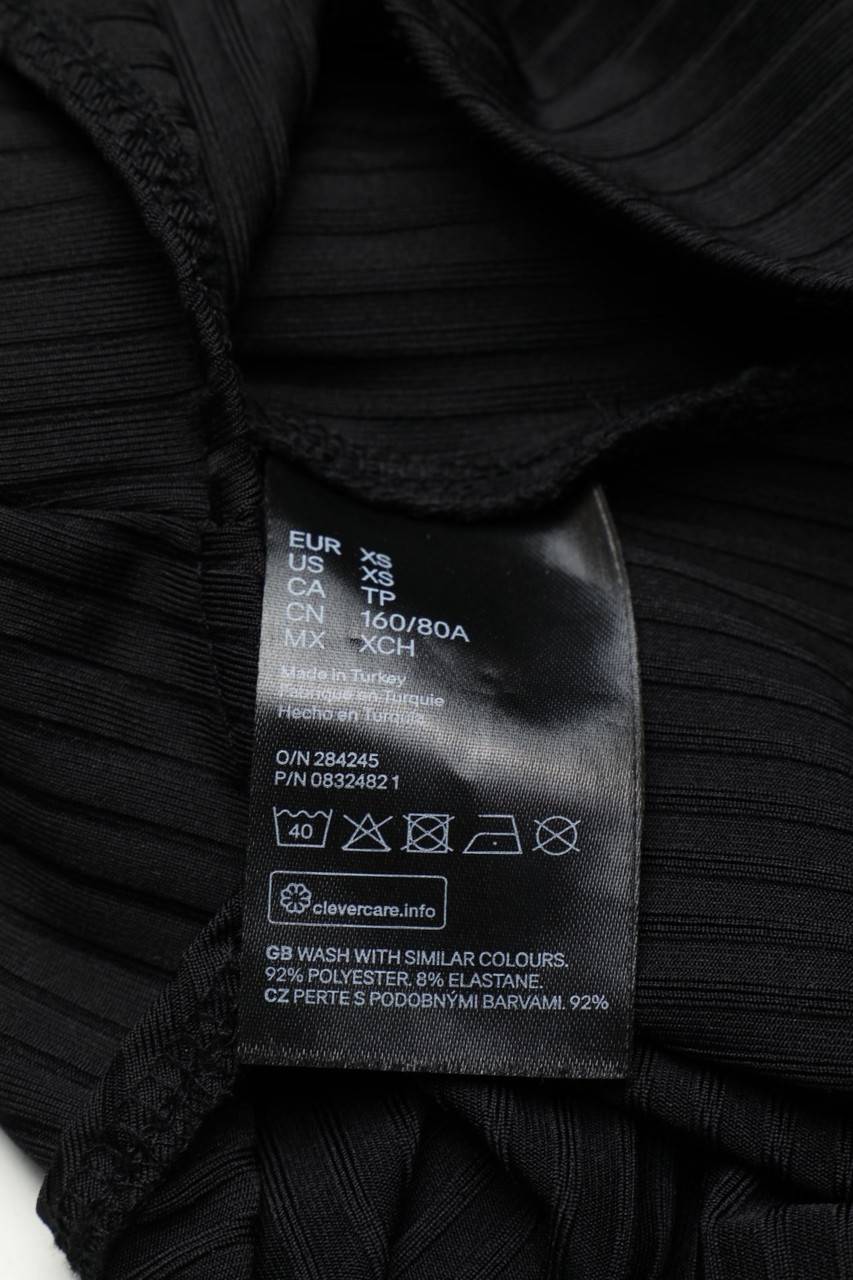 EUR XS
US XS
CA TP
CN 160/80A
MX XCH
Made in Turkey
Fabriqué en Turquie
Hecho en Turquía
O/N 284245
P/N 0832482 1
40
clevercare.info
GB WASH WITH SIMILAR COLOURS.
92% POLYESTER. 8% ELASTANE.
CZ PERTE S PODOBNÝMI BARVAMI. 92%